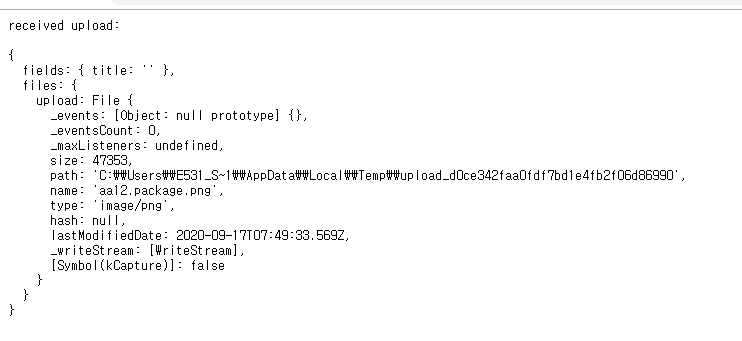 received upload:
{
fields: { title: '' },
files: {
upload: File {
_events: [Object: null prototype] {},
_eventsCount: 0,
_maxListeners: undefined,
size: 47353,
path: 'C:₩₩Users₩₩E531_S~1₩₩AppData₩₩Local₩₩Temp₩₩upload_d0ce342faa0fdf7bd1e4fb2f06d86990',
name: 'aa12.package.png',
type: 'image/png',
hash: null,
lastModifiedDate: 2020-09-17T07:49:33.569Z,
_writeStream: [WriteStream],
[Symbol(kCapture)]: false
}
}
}